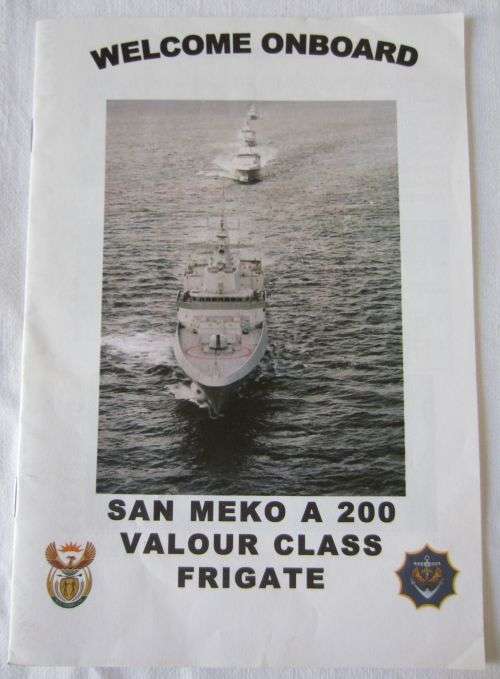 WELCOME ONBOARD
SAN MEKO A 200
VALOUR CLASS
FRIGATE